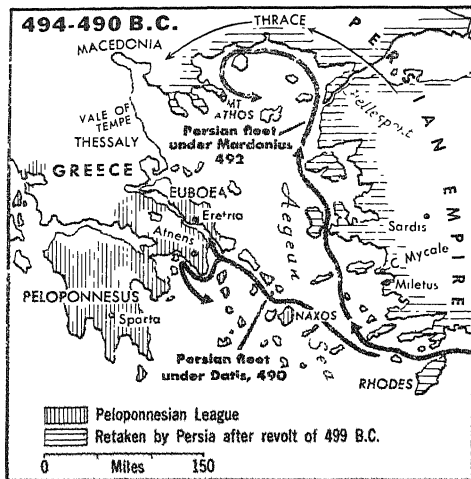 494-490 B.C.
THRACE
MACEDONIA
PERSIAN EMPIRE
Hellespont
MT
ATHOS
VALE OF
TEMPE
THESSALY
Persian fleet
under Mardonius
492
GREECE
EUBOEA
Eretria
Aegean
Sardis
Athens
C. Mycale
Miletus
PELOPONNESUS
Sparta
NAXOS
Sea
Persian fleet
under Datis, 490
RHODES
Peloponnesian League
Retaken by Persia after revolt of 499 B.C.
0 Miles 150